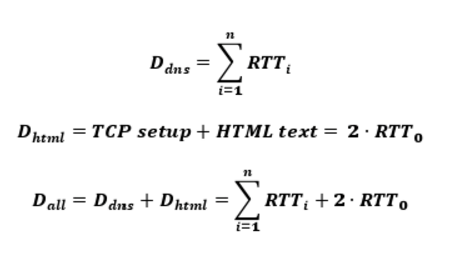 D_dns = ∑_{i=1}^{n} RTT_i
D_html = TCP setup + HTML text = 2 · RTT_0
D_all = D_dns + D_html = ∑_{i=1}^{n} RTT_i + 2 · RTT_0